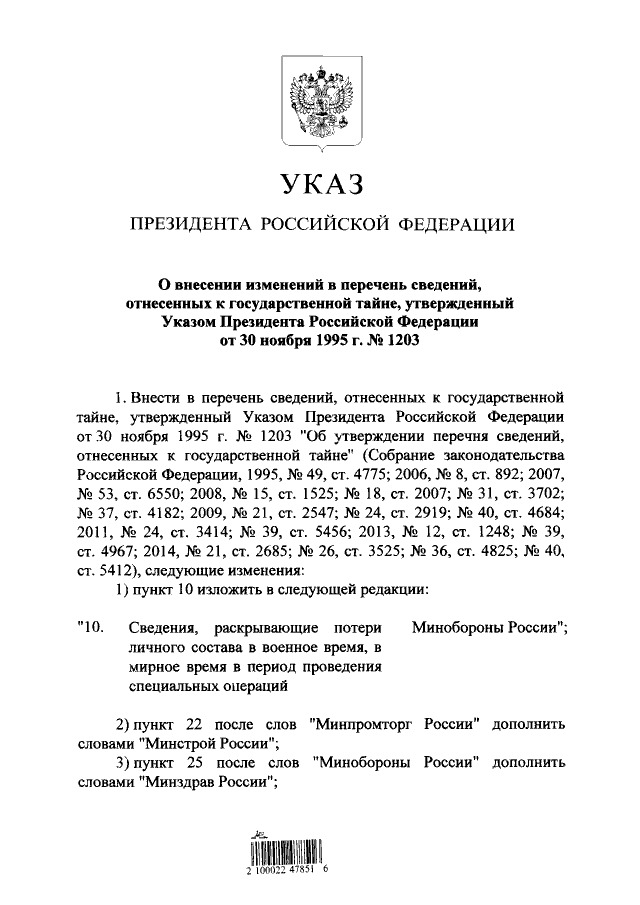 УКАЗ
ПРЕЗИДЕНТА РОССИЙСКОЙ ФЕДЕРАЦИИ
О внесении изменений в перечень сведений,
отнесенных к государственной тайне, утвержденный
Указом Президента Российской Федерации
от 30 ноября 1995 г. № 1203
1. Внести в перечень сведений, отнесенных к государственной
тайне, утвержденный Указом Президента Российской Федерации
от 30 ноября 1995 г. № 1203 "Об утверждении перечня сведений,
отнесенных к государственной тайне" (Собрание законодательства
Российской Федерации, 1995, № 49, ст. 4775; 2006, № 8, ст. 892; 2007,
№ 53, ст. 6550; 2008, № 15, ст. 1525; № 18, ст. 2007; № 31, ст. 3702;
№ 37, ст. 4182; 2009, № 21, ст. 2547; № 24, ст. 2919; № 40, ст. 4684;
2011, № 24, ст. 3414; № 39, ст. 5456; 2013, № 12, ст. 1248; № 39,
ст. 4967; 2014, № 21, ст. 2685; № 26, ст. 3525; № 36, ст. 4825; № 40,
ст. 5412), следующие изменения:
1) пункт 10 изложить в следующей редакции:
"10. Сведения, раскрывающие потери Минобороны России";
личного состава в военное время, в
мирное время в период проведения
специальных операций
2) пункт 22 после слов "Минпромторг России" дополнить
словами "Минстрой России";
3) пункт 25 после слов "Минобороны России" дополнить
словами "Минздрав России";
2 100022 47851 6